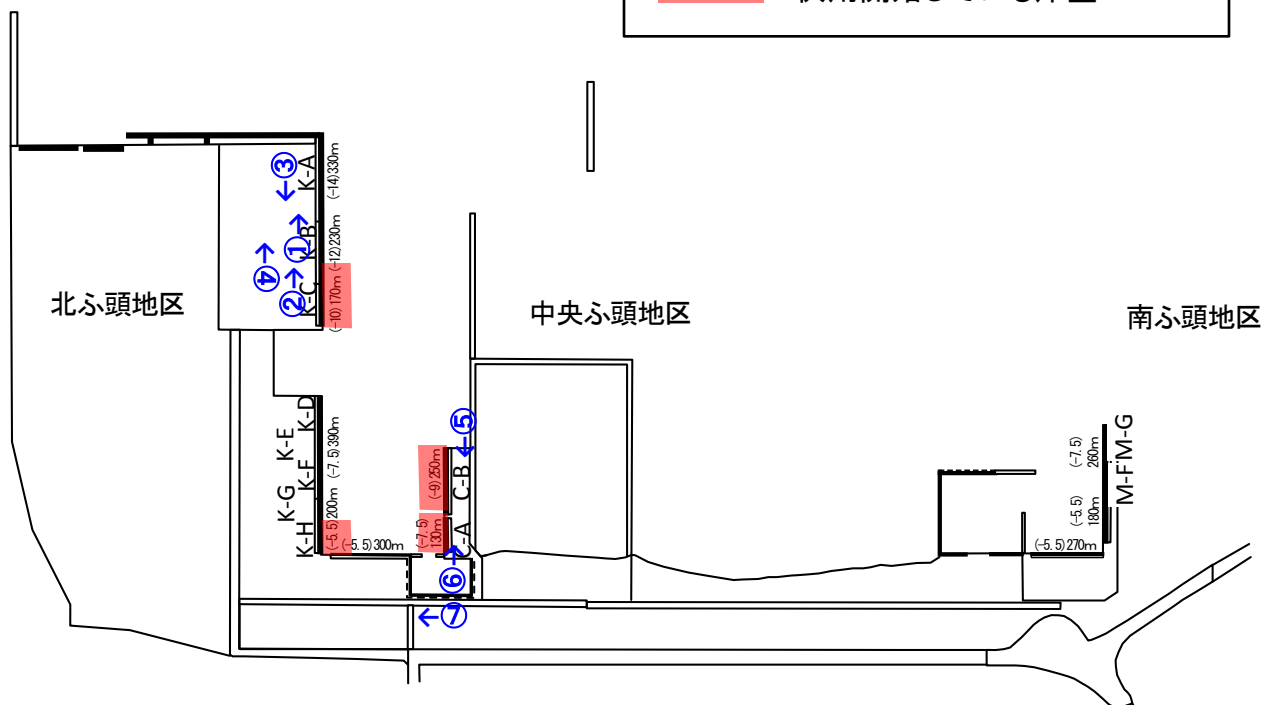 北ふ頭地区
中央ふ頭地区
南ふ頭地区
③
K-A
(-14)330m
①
K-B
(-12)230m
④
②
K-C
(-10)170m
K-D
K-E
K-F
(-7.5)390m
K-G
K-H
(-5.5)200m
(-5.5)300m
⑤
C-B
(-9)250m
C-A
(-7.5)
130m
⑥
⑦
M-G
M-F
(-7.5)
260m
(-5.5)
180m
(-5.5)270m